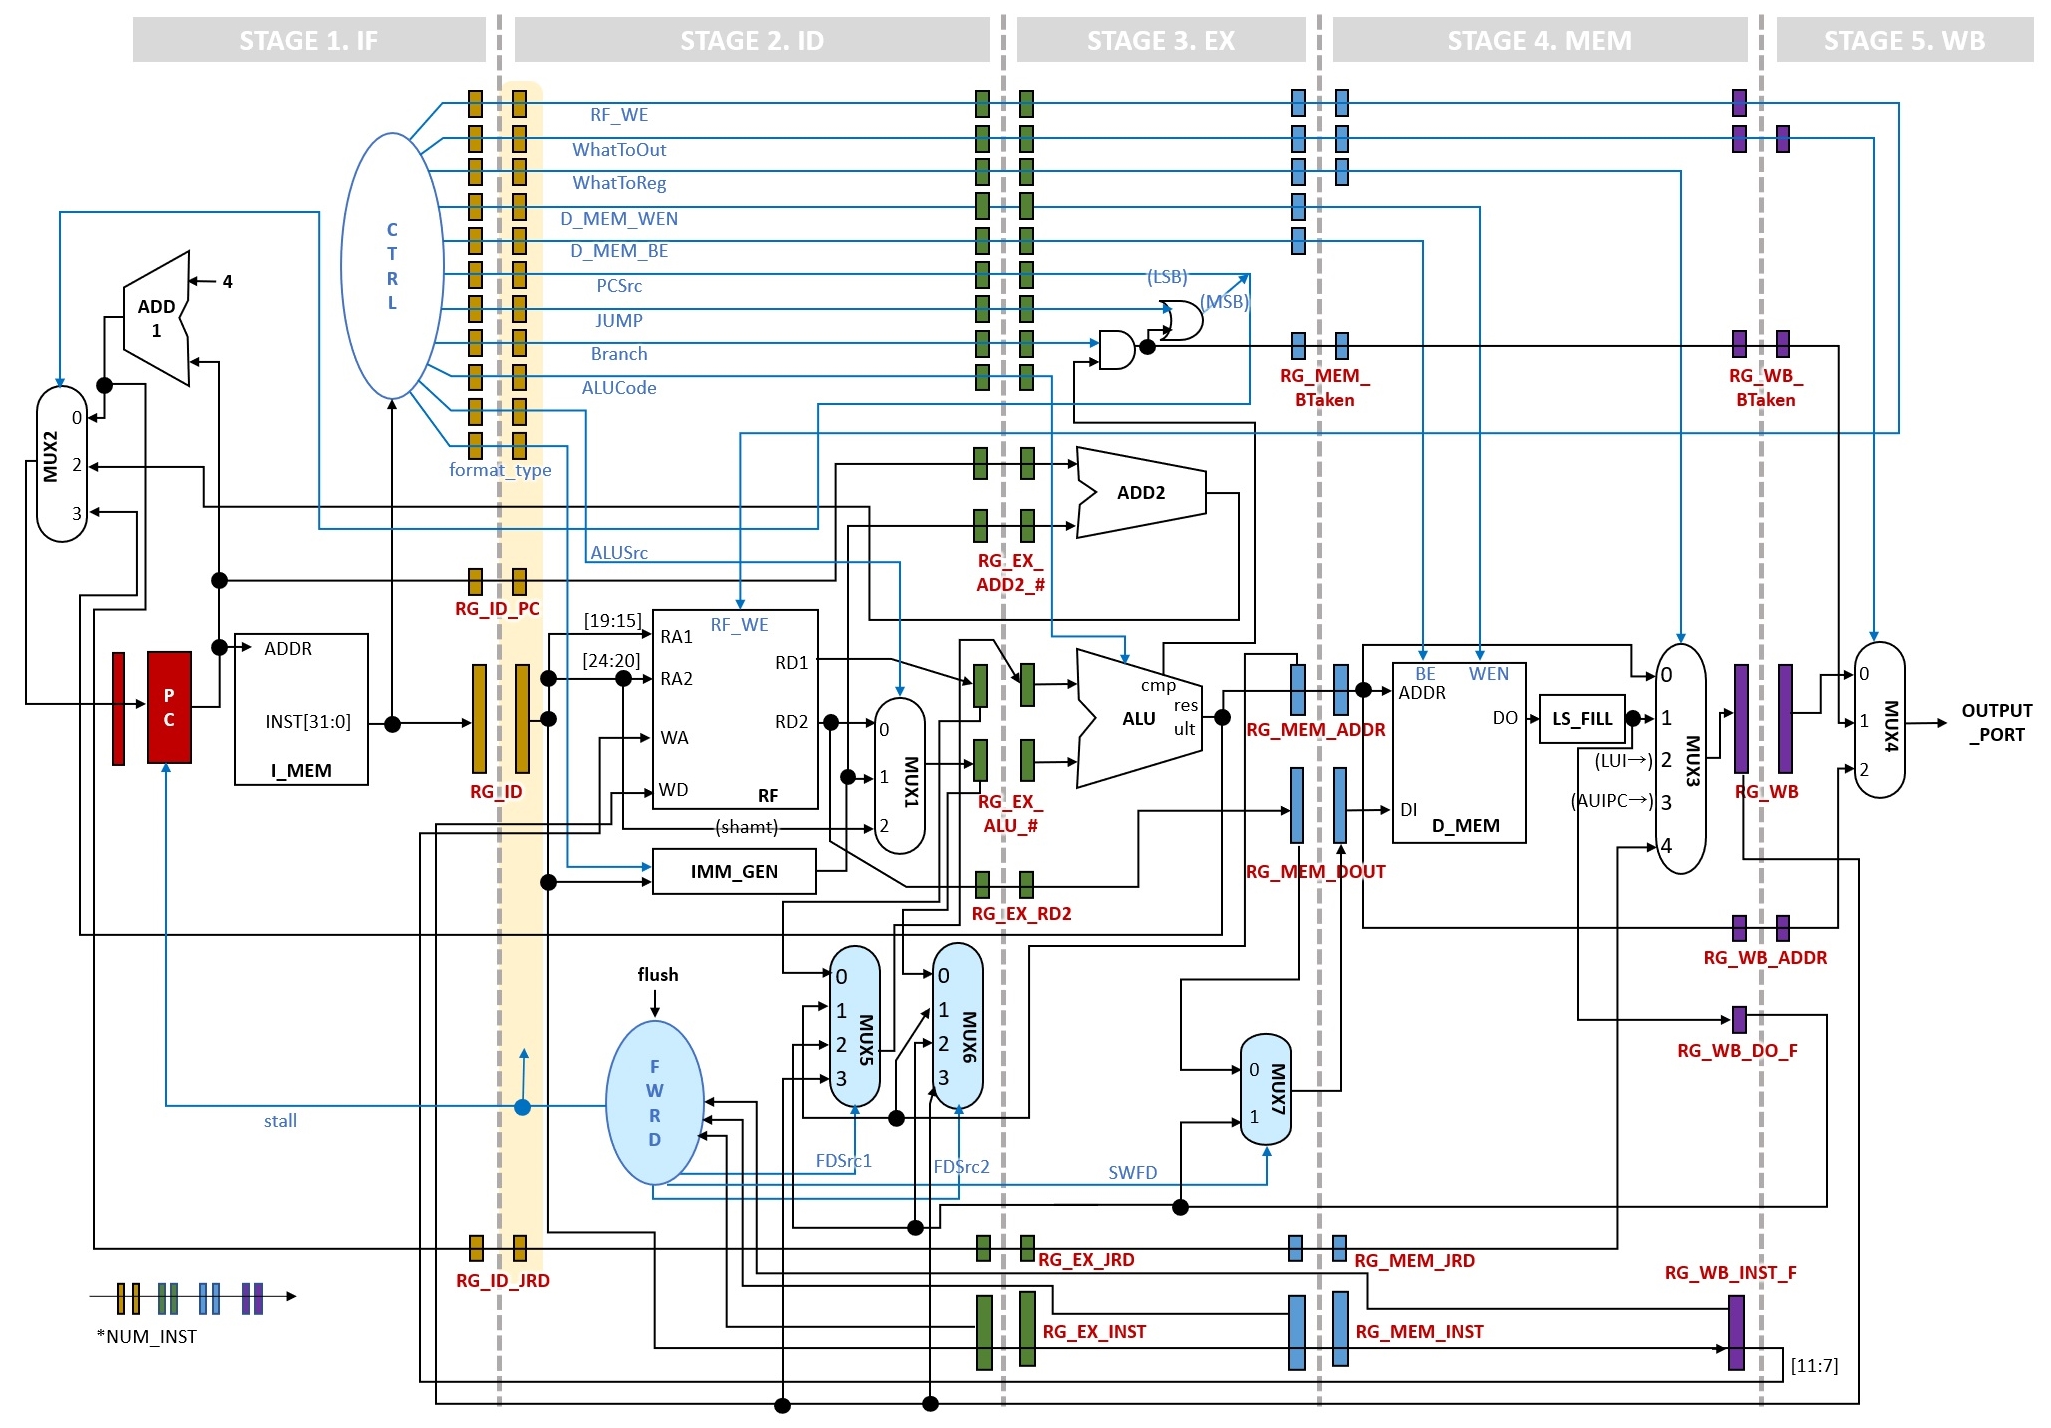 STAGE 1. IF
STAGE 2. ID
STAGE 3. EX
STAGE 4. MEM
STAGE 5. WB
RF_WE
WhatToOut
WhatToReg
D_MEM_WEN
D_MEM_BE
PCSrc
JUMP
Branch
ALUCode
format_type
ALUSrc
C
T
R
L
(LSB)
(MSB)
4
ADD
1
MUX2
0
2
3
RG_MEM_
BTaken
RG_WB_
BTaken
ADD2
RG_EX_
ADD2_#
RG_ID_PC
P
C
ADDR
INST[31:0]
I_MEM
RG_ID
[19:15]
[24:20]
RA1
RA2
WA
WD
RF_WE
RD1
RD2
RF
(shamt)
IMM_GEN
0
1
2
MUX1
RG_EX_
ALU_#
RG_EX_RD2
cmp
res
ult
ALU
RG_MEM_ADDR
RG_MEM_DOUT
BE
WEN
ADDR
DO
DI
D_MEM
LS_FILL
(LUI→)
(AUIPC→)
0
1
2
3
4
MUX3
RG_WB
0
1
2
MUX4
OUTPUT
_PORT
RG_WB_ADDR
RG_WB_DO_F
flush
F
W
R
D
stall
0
1
2
3
MUX5
0
1
2
3
MUX6
0
1
MUX7
FDSrc1
FDSrc2
SWFD
RG_ID_JRD
RG_EX_JRD
RG_MEM_JRD
RG_WB_INST_F
RG_EX_INST
RG_MEM_INST
[11:7]
*NUM_INST